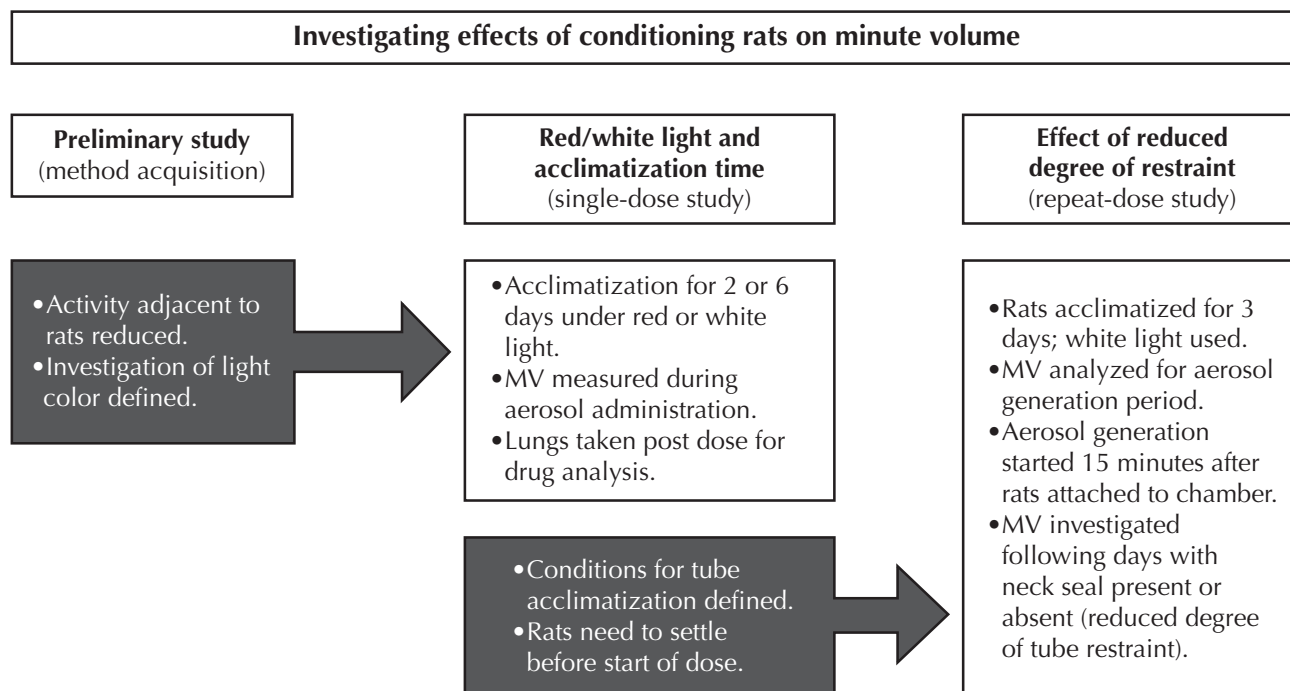 Investigating effects of conditioning rats on minute volume
Preliminary study
(method acquisition)
Red/white light and
acclimatization time
(single-dose study)
Effect of reduced
degree of restraint
(repeat-dose study)
•Activity adjacent to
rats reduced.
•Investigation of light
color defined.
•Acclimatization for 2 or 6
days under red or white
light.
•MV measured during
aerosol administration.
•Lungs taken post dose for
drug analysis.
•Conditions for tube
acclimatization defined.
•Rats need to settle
before start of dose.
•Rats acclimatized for 3
days; white light used.
•MV analyzed for aerosol
generation period.
•Aerosol generation
started 15 minutes after
rats attached to chamber.
•MV investigated
following days with
neck seal present or
absent (reduced degree
of tube restraint).